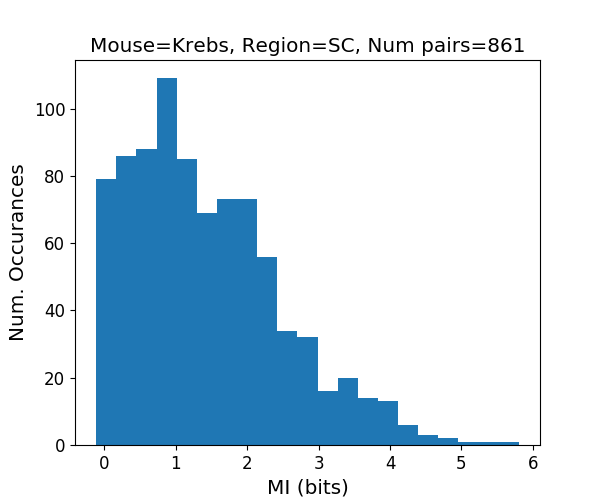 Mouse=Krebs, Region=SC, Num pairs=861
Num. Occurances
100
80
60
40
20
0
0 1 2 3 4 5 6
MI (bits)